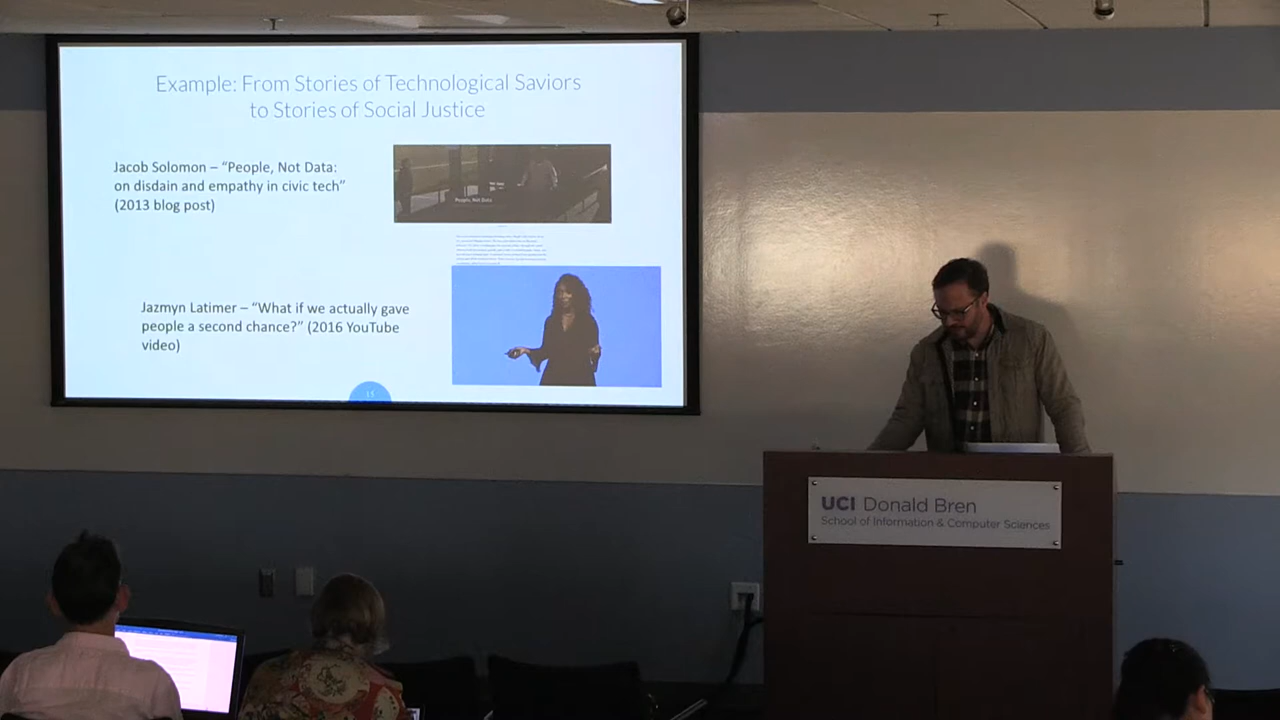 Example: From Stories of Technological Saviors
to Stories of Social Justice
Jacob Solomon – “People, Not Data:
on disdain and empathy in civic tech”
(2013 blog post)
People, Not Data
Jazmyn Latimer – “What if we actually gave
people a second chance?” (2016 YouTube
video)
15
UCI Donald Bren
School of Information & Computer Sciences